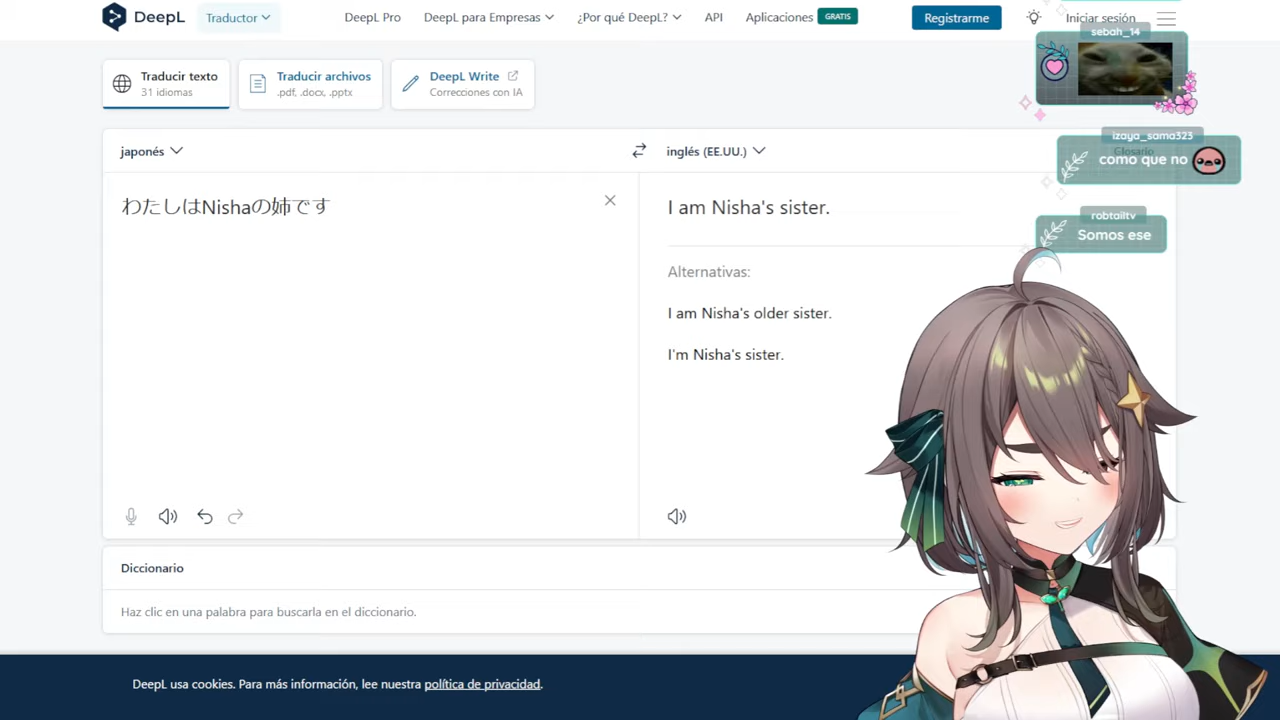 DeepL
Traductor
DeepL Pro
DeepL para Empresas
¿Por qué DeepL?
API
Aplicaciones
GRATIS
Registrarme
Iniciar sesión
sebah_14
Traducir texto
31 idiomas
Traducir archivos
.pdf, .docx, .pptx
DeepL Write
Correcciones con IA
izaya_sama325
como que no
japonés
inglés (EE.UU.)
Glosario
robtailtv
Somos ese
わたしはNishaの姉です
I am Nisha's sister.
Alternativas:
I am Nisha's older sister.
I'm Nisha's sister.
Diccionario
Haz clic en una palabra para buscarla en el diccionario.
DeepL usa cookies. Para más información, lee nuestra política de privacidad.